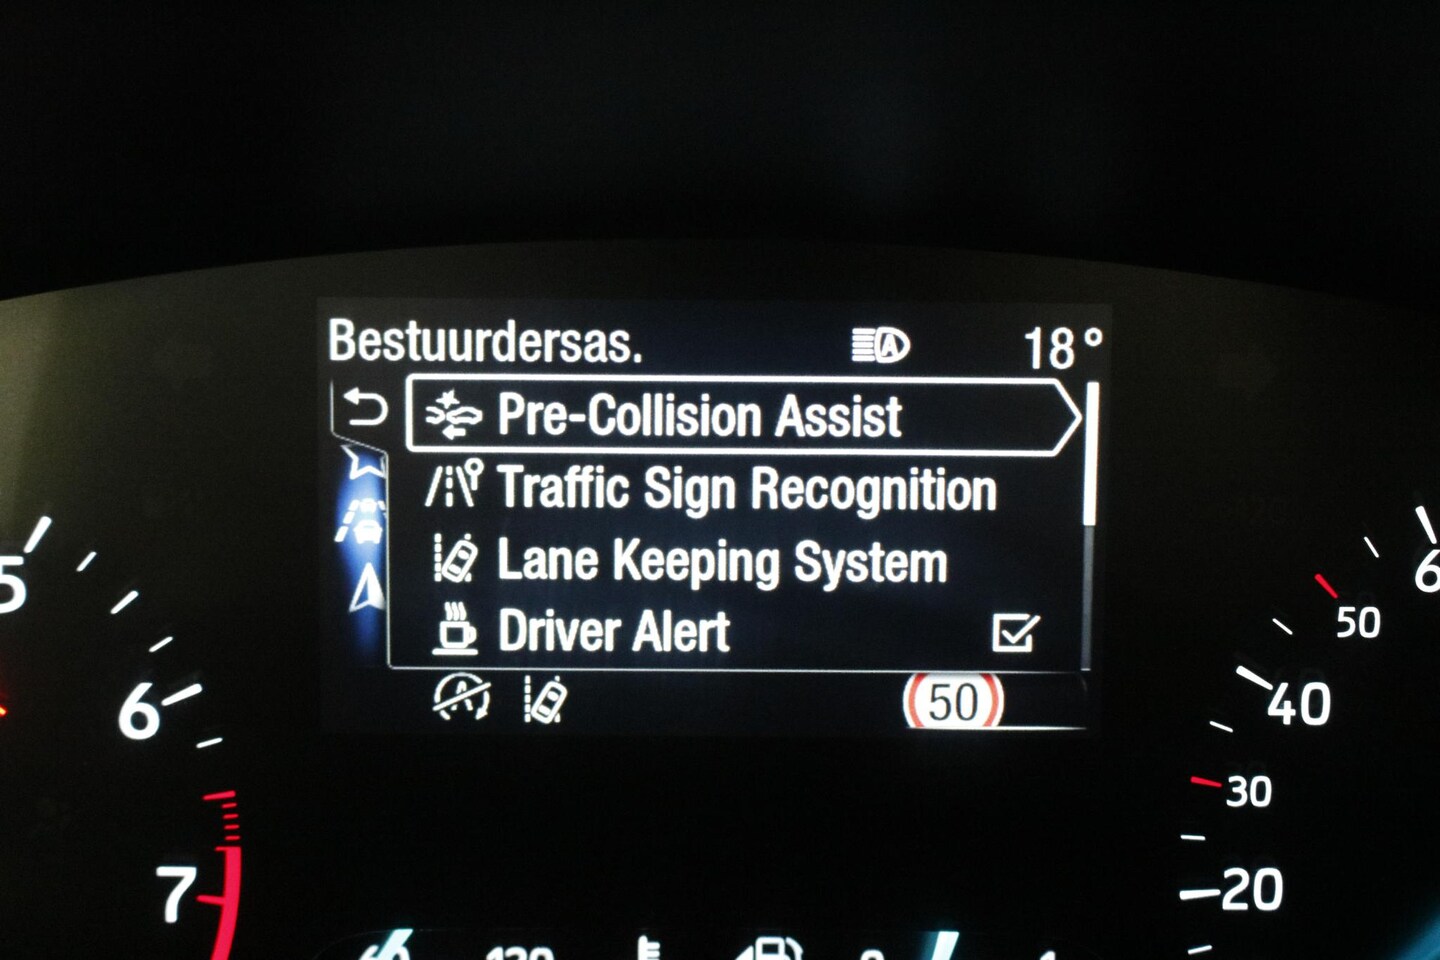 Bestuurdersas. A 18°
Pre-Collision Assist
Traffic Sign Recognition
Lane Keeping System
Driver Alert
A 50
5
6
7
6
50
40
30
20